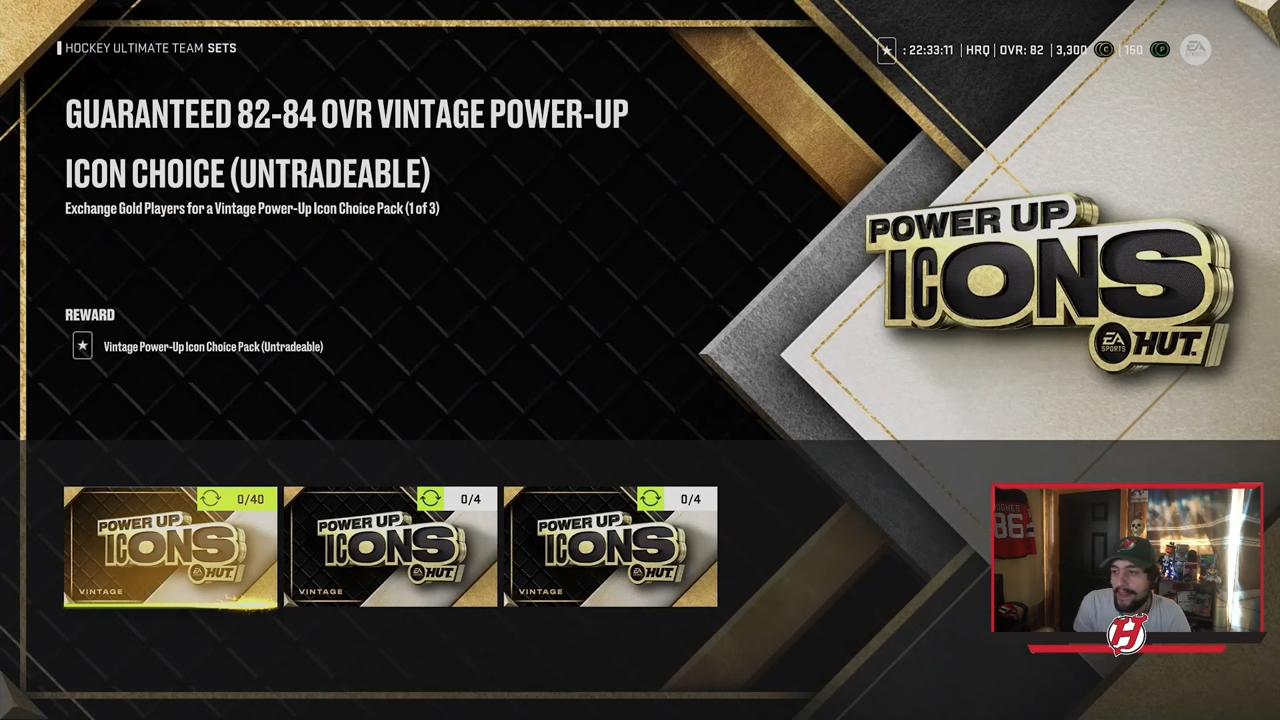 HOCKEY ULTIMATE TEAM SETS
: 22:33:11 | HRQ | OVR: 82 | 3,300 C | 150 P EA
GUARANTEED 82-84 OVR VINTAGE POWER-UP
ICON CHOICE (UNTRADEABLE)
Exchange Gold Players for a Vintage Power-Up Icon Choice Pack (1 of 3)
POWER UP
ICONS
EA SPORTS HUT.
REWARD
Vintage Power-Up Icon Choice Pack (Untradeable)
0/40
POWER UP
ICONS
HUT.
VINTAGE
0/4
POWER UP
ICONS
HUT.
VINTAGE
0/4
POWER UP
ICONS
HUT.
VINTAGE
86
H